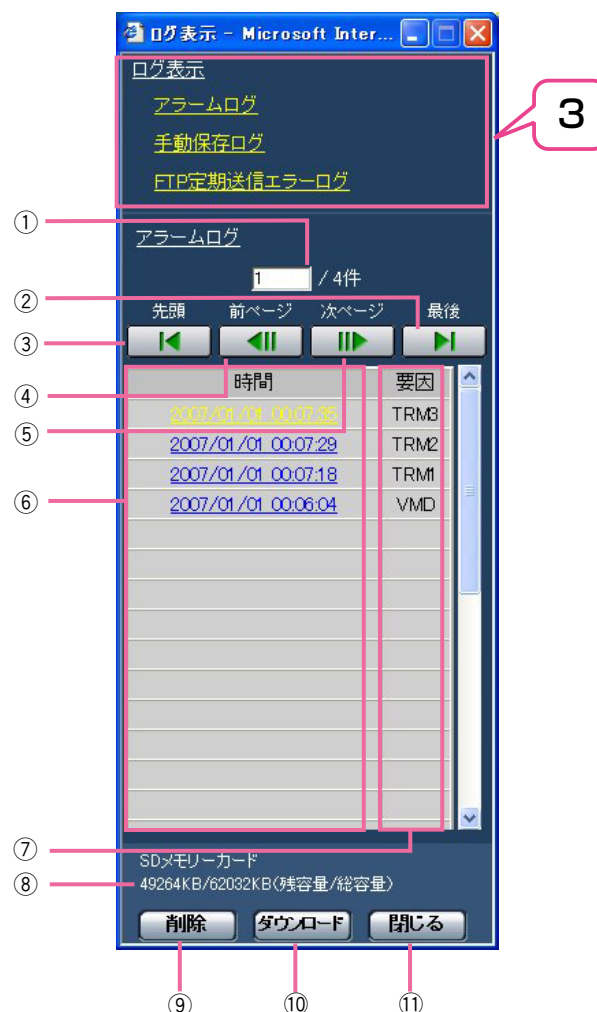 ログ表示 - Microsoft Inter...
ログ表示
アラームログ
3
手動保存ログ
FTP定期送信エラーログ
①
アラームログ
1 / 4件
②
先頭 前ページ 次ページ 最後
③
④
時間 要因
⑤
2007/01/01 00:07:35 TRM3
2007/01/01 00:07:29 TRM2
2007/01/01 00:07:18 TRM1
⑥
2007/01/01 00:06:04 VMD
⑦
SDメモリーカード
⑧
49264KB/62032KB(残容量/総容量)
削除 ダウンロード 閉じる
⑨ ⑩ ⑪